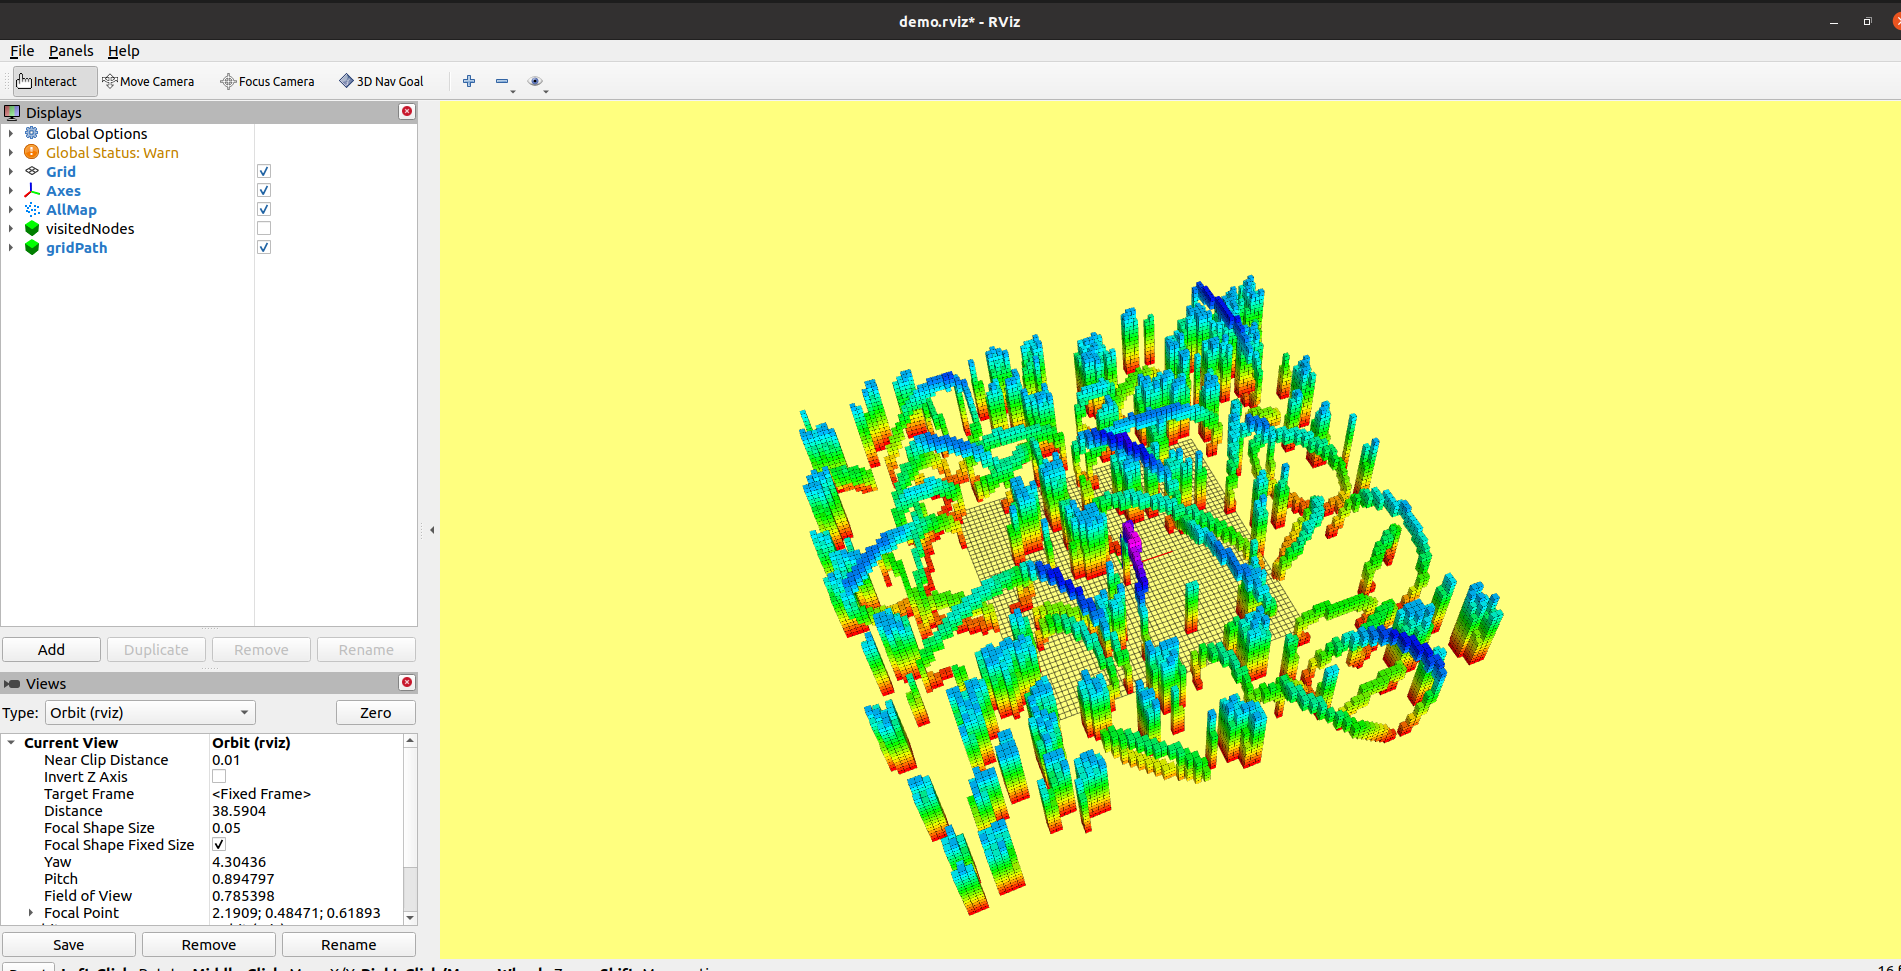 demo.rviz* - RViz
File Panels Help
Interact Move Camera Focus Camera 3D Nav Goal
Displays
Global Options
Global Status: Warn
Grid
Axes
AllMap
visitedNodes
gridPath
Add Duplicate Remove Rename
Views
Type: Orbit (rviz) Zero
Current View Orbit (rviz)
Near Clip Distance 0.01
Invert Z Axis
Target Frame <Fixed Frame>
Distance 38.5904
Focal Shape Size 0.05
Focal Shape Fixed Size
Yaw 4.30436
Pitch 0.894797
Field of View 0.785398
Focal Point 2.1909; 0.48471; 0.61893
Save Remove Rename